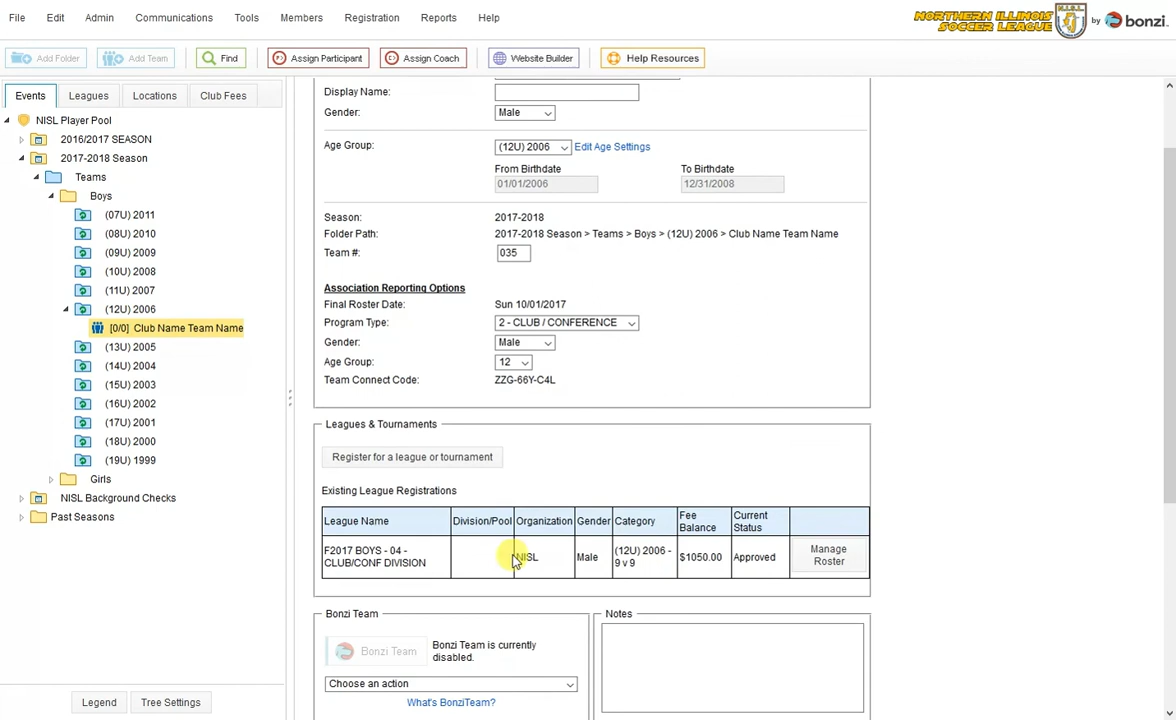 File Edit Admin Communications Tools Members Registration Reports Help
NORTHERN ILLINOIS SOCCER LEAGUE N.I.S.L. by bonzi
Add Folder Add Team Find Assign Participant Assign Coach Website Builder Help Resources
Events Leagues Locations Club Fees
NISL Player Pool
2016/2017 SEASON
2017-2018 Season
Teams
Boys
(07U) 2011
(08U) 2010
(09U) 2009
(10U) 2008
(11U) 2007
(12U) 2006
[0/0] Club Name Team Name
(13U) 2005
(14U) 2004
(15U) 2003
(16U) 2002
(17U) 2001
(18U) 2000
(19U) 1999
Girls
NISL Background Checks
Past Seasons
Legend Tree Settings
Display Name:
Gender: Male
Age Group: (12U) 2006 Edit Age Settings
From Birthdate To Birthdate
01/01/2006 12/31/2008
Season: 2017-2018
Folder Path: 2017-2018 Season > Teams > Boys > (12U) 2006 > Club Name Team Name
Team #: 035
Association Reporting Options
Final Roster Date: Sun 10/01/2017
Program Type: 2 - CLUB / CONFERENCE
Gender: Male
Age Group: 12
Team Connect Code: ZZG-66Y-C4L
Leagues & Tournaments
Register for a league or tournament
Existing League Registrations
League Name Division/Pool Organization Gender Category Fee Balance Current Status
F2017 BOYS - 04 - CLUB/CONF DIVISION NISL Male (12U) 2006 - 9 v 9 $1050.00 Approved Manage Roster
Bonzi Team
Bonzi Team Bonzi Team is currently disabled.
Choose an action
What's BonziTeam?
Notes